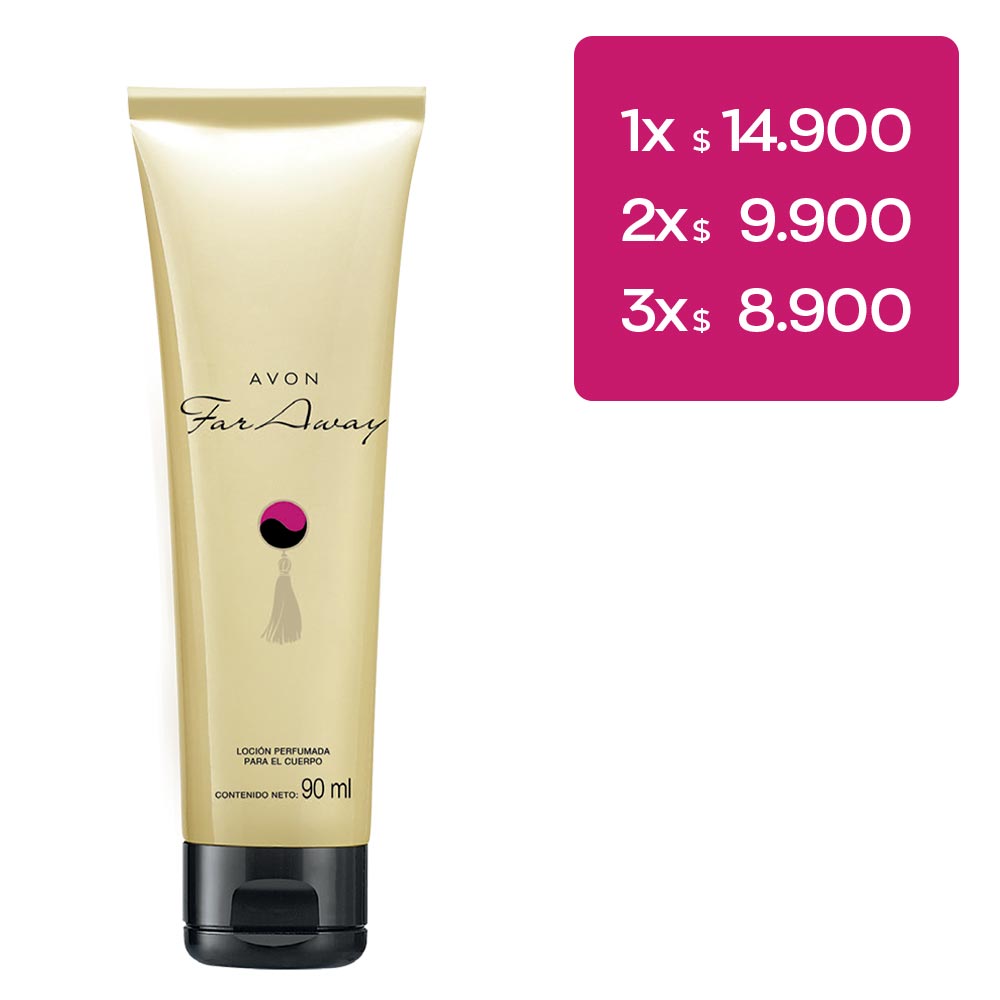 AVON
Far Away
LOCIÓN PERFUMADA
PARA EL CUERPO
CONTENIDO NETO: 90 ml
1x $ 14.900
2x $ 9.900
3x $ 8.900